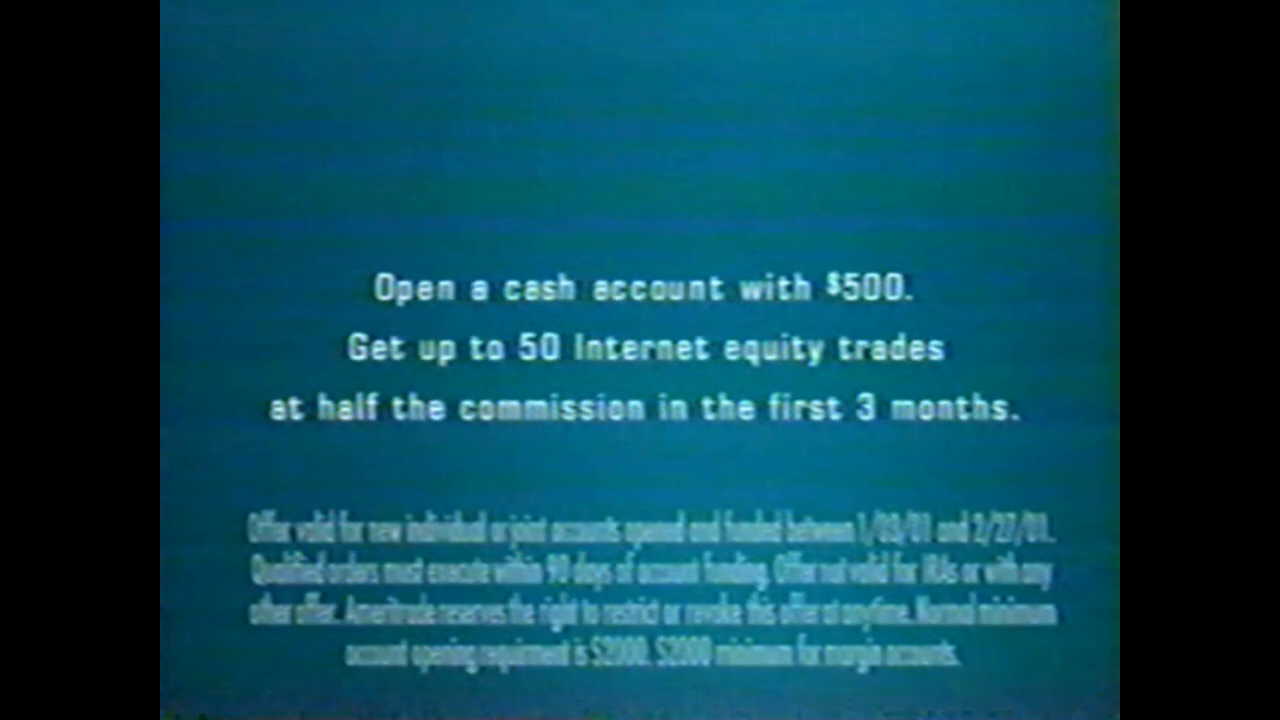 Open a cash account with $500.
Get up to 50 Internet equity trades
at half the commission in the first 3 months.
Offer valid for new individual or joint accounts opened and funded between 1/03/01 and 2/27/01.
Qualified orders must execute within 90 days of account funding. Offer not valid for IRAs or with any
other offer. Ameritrade reserves the right to restrict or revoke this offer at anytime. Normal minimum
account opening requirment is $2000. $2000 minimum for margin accounts.